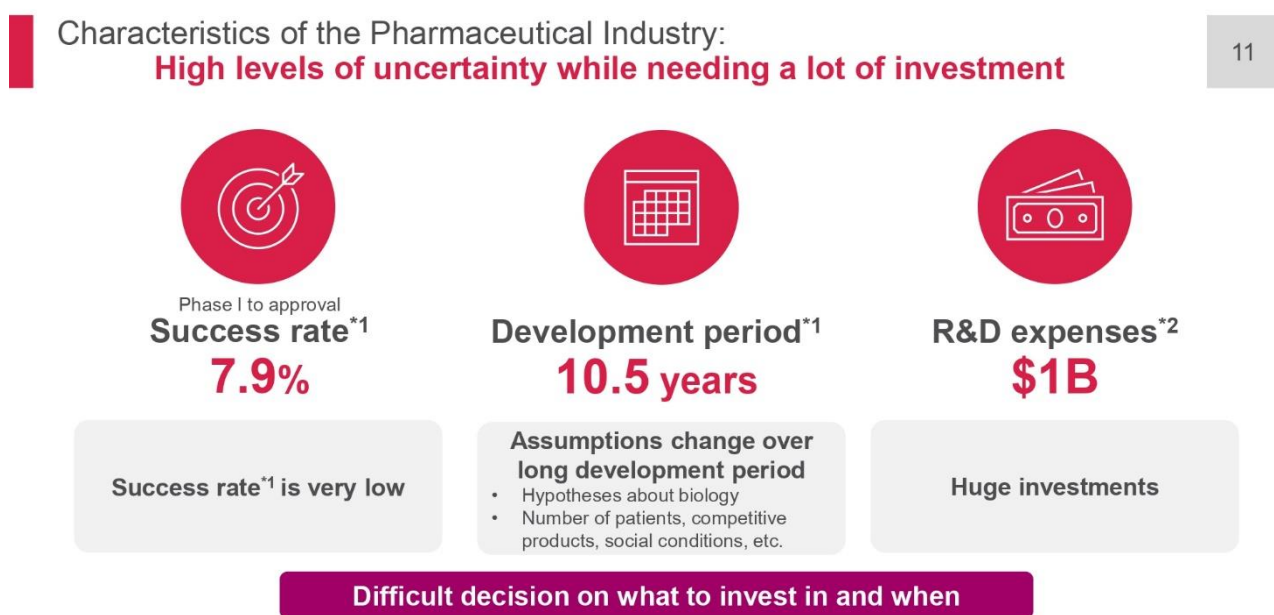 Characteristics of the Pharmaceutical Industry:
High levels of uncertainty while needing a lot of investment
11
Phase I to approval
Success rate*1
7.9%
Success rate*1 is very low
Development period*1
10.5 years
Assumptions change over
long development period
• Hypotheses about biology
• Number of patients, competitive
products, social conditions, etc.
R&D expenses*2
$1B
Huge investments
Difficult decision on what to invest in and when